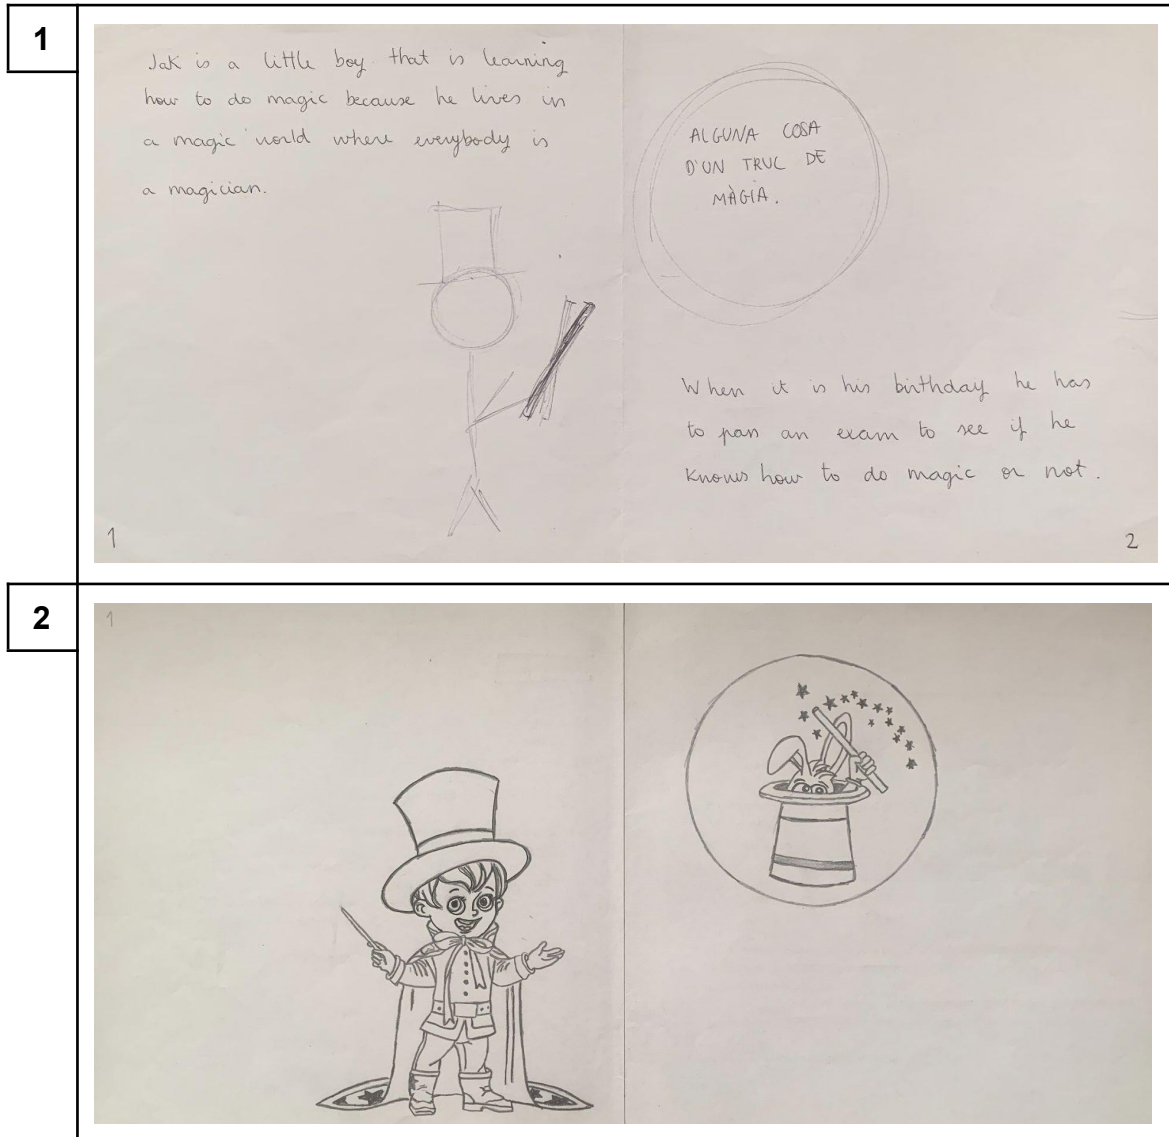 1
Jak is a little boy that is learning
how to do magic because he lives in
a magic world where everybody is
a magician.
ALGUNA COSA
D'UN TRUC DE
MÀGIA.
When it is his birthday he has
to pass an exam to see if he
knows how to do magic or not.
1
2
2
1